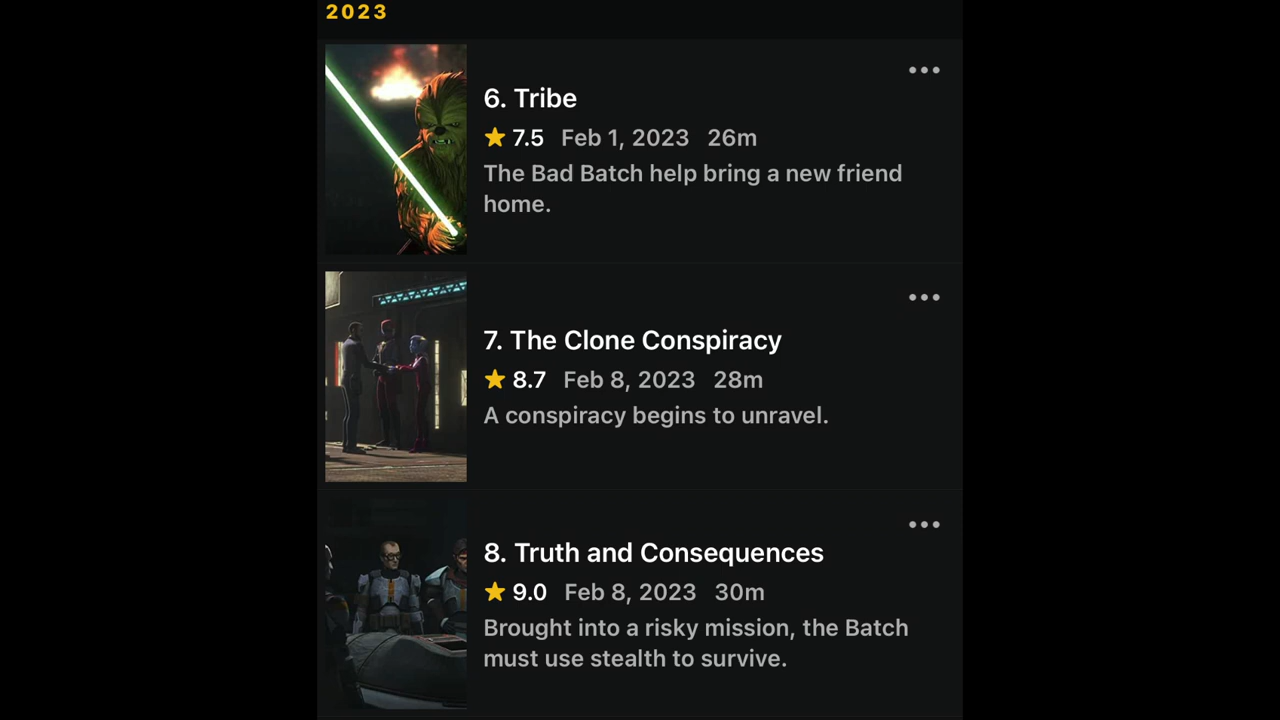 2023
6. Tribe
7.5 Feb 1, 2023 26m
The Bad Batch help bring a new friend
home.
7. The Clone Conspiracy
8.7 Feb 8, 2023 28m
A conspiracy begins to unravel.
8. Truth and Consequences
9.0 Feb 8, 2023 30m
Brought into a risky mission, the Batch
must use stealth to survive.